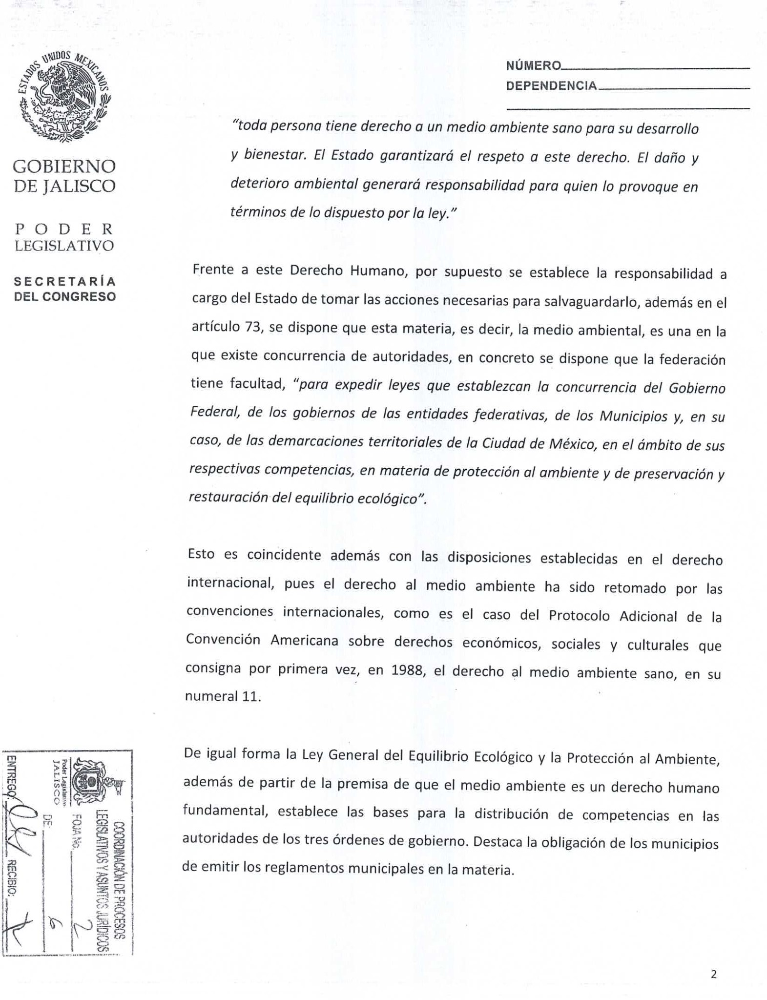 ESTADOS UNIDOS MEXICANOS
GOBIERNO
DE JALISCO
PODER
LEGISLATIVO
SECRETARÍA
DEL CONGRESO
NÚMERO
DEPENDENCIA
“toda persona tiene derecho a un medio ambiente sano para su desarrollo
y bienestar. El Estado garantizará el respeto a este derecho. El daño y
deterioro ambiental generará responsabilidad para quien lo provoque en
términos de lo dispuesto por la ley.”
Frente a este Derecho Humano, por supuesto se establece la responsabilidad a
cargo del Estado de tomar las acciones necesarias para salvaguardarlo, además en el
artículo 73, se dispone que esta materia, es decir, la medio ambiental, es una en la
que existe concurrencia de autoridades, en concreto se dispone que la federación
tiene facultad, “para expedir leyes que establezcan la concurrencia del Gobierno
Federal, de los gobiernos de las entidades federativas, de los Municipios y, en su
caso, de las demarcaciones territoriales de la Ciudad de México, en el ámbito de sus
respectivas competencias, en materia de protección al ambiente y de preservación y
restauración del equilibrio ecológico”.
Esto es coincidente además con las disposiciones establecidas en el derecho
internacional, pues el derecho al medio ambiente ha sido retomado por las
convenciones internacionales, como es el caso del Protocolo Adicional de la
Convención Americana sobre derechos económicos, sociales y culturales que
consigna por primera vez, en 1988, el derecho al medio ambiente sano, en su
numeral 11.
De igual forma la Ley General del Equilibrio Ecológico y la Protección al Ambiente,
además de partir de la premisa de que el medio ambiente es un derecho humano
fundamental, establece las bases para la distribución de competencias en las
autoridades de los tres órdenes de gobierno. Destaca la obligación de los municipios
de emitir los reglamentos municipales en la materia.
COORDINACIÓN DE PROCESOS
LEGISLATIVOS Y ASUNTOS JURÍDICOS
Poder Legislativo
JALISCO
FOJA No. 2
DE: 6
ENTREGO: RECIBIO:
2